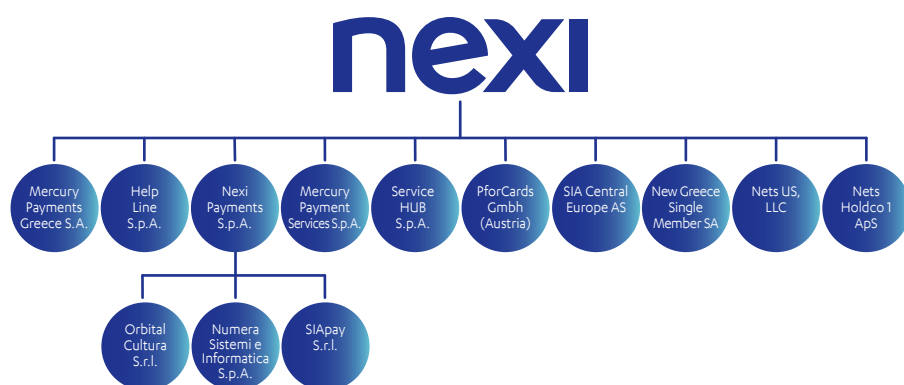 nexi
Mercury
Payments
Greece S.A.
Help
Line
S.p.A.
Nexi
Payments
S.p.A.
Mercury
Payment
Services S.p.A.
Service
HUB
S.p.A.
PforCards
Gmbh
(Austria)
SIA Central
Europe AS
New Greece
Single
Member SA
Nets US,
LLC
Nets
Holdco 1
ApS
Orbital
Cultura
S.r.l.
Numera
Sistemi e
Informatica
S.p.A.
SIApay
S.r.l.